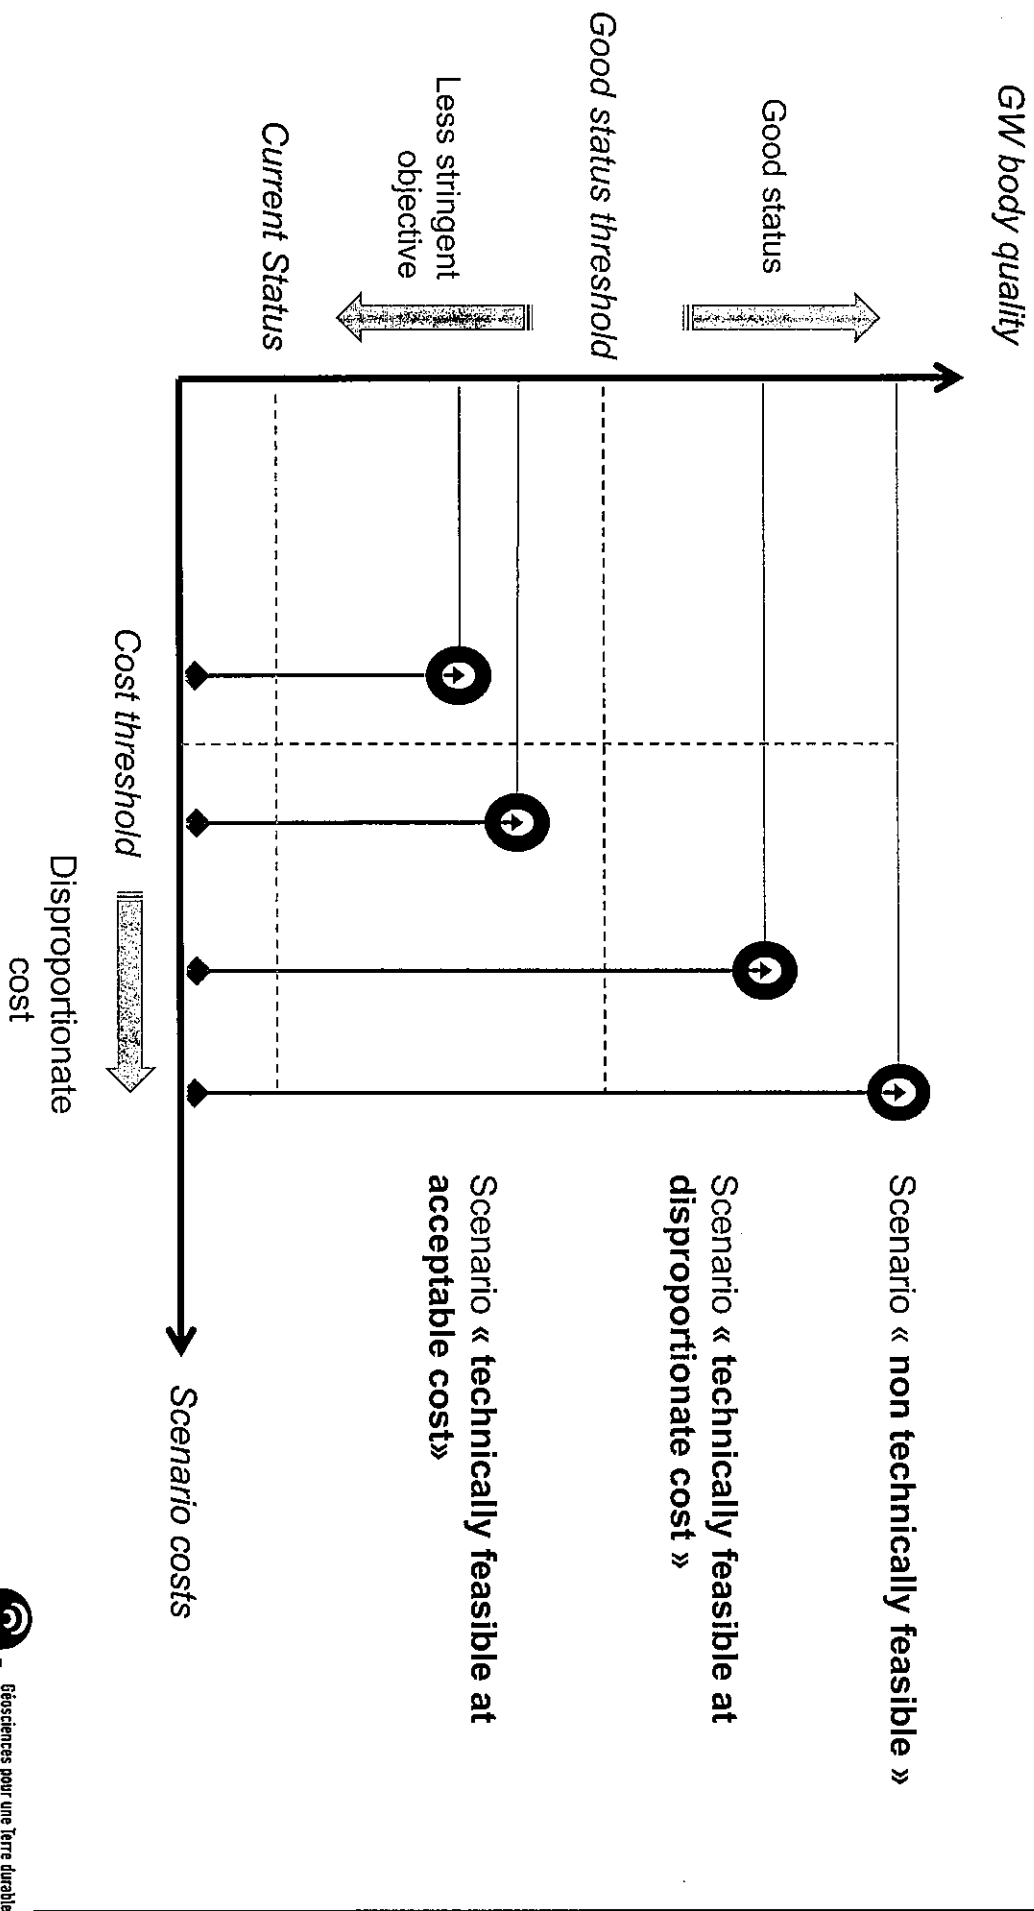 GW body quality
Good status
Good status threshold
Less stringent
objective
Current Status
Scenario « non technically feasible »
Scenario « technically feasible at
disproportionate cost »
Scenario « technically feasible at
acceptable cost»
Cost threshold
Scenario costs
Disproportionate
cost
Géosciences pour une Terre durable